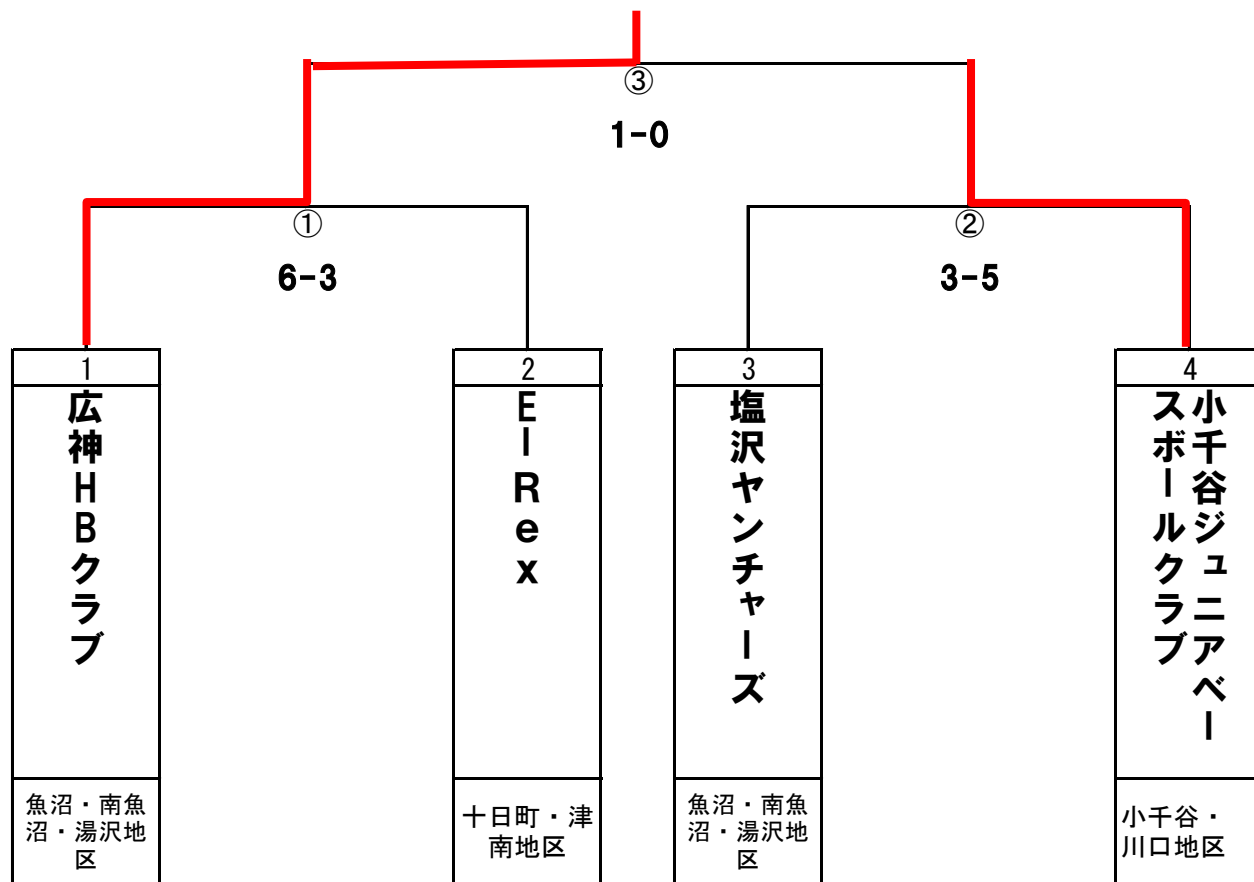 ③
1-0
①
6-3
②
3-5
1
広神HBクラブ
魚沼・南魚
沼・湯沢地
区
2
ElRex
十日町・津
南地区
3
塩沢ヤンチャーズ
魚沼・南魚
沼・湯沢地
区
4
小千谷ジュニアベー
スボールクラブ
小千谷・
川口地区